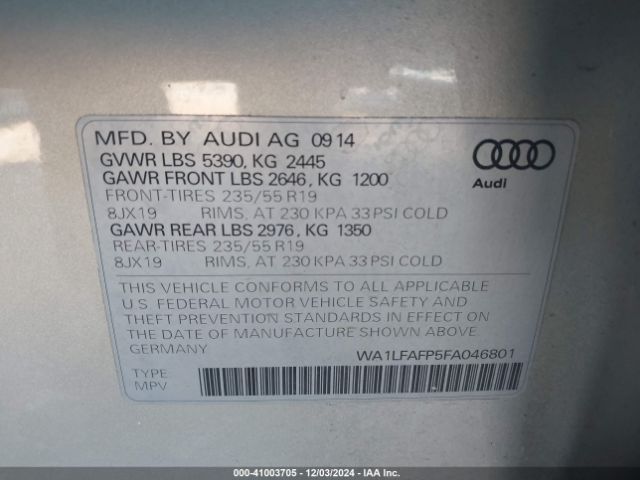 MFD. BY AUDI AG 09 14
GVWR LBS 5390, KG 2445
GAWR FRONT LBS 2646, KG 1200
FRONT-TIRES 235/55 R19
8JX19 RIMS, AT 230 KPA 33 PSI COLD
GAWR REAR LBS 2976, KG 1350
REAR-TIRES 235/55 R19
8JX19 RIMS, AT 230 KPA 33 PSI COLD
Audi
THIS VEHICLE CONFORMS TO ALL APPLICABLE
U.S. FEDERAL MOTOR VEHICLE SAFETY AND
THEFT PREVENTION STANDARDS IN EFFECT ON
THE DATE OF MANUFACTURE SHOWN ABOVE
GERMANY
WA1LFAFP5FA046801
TYPE
MPV
000-41003705 - 12/03/2024 - IAA Inc.